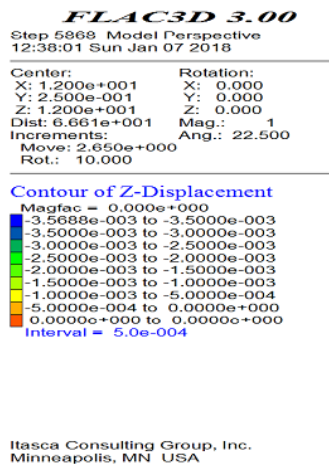 FLAC3D 3.00
Step 5868 Model Perspective
12:38:01 Sun Jan 07 2018
Center: Rotation:
X: 1.200e+001 X: 0.000
Y: 2.500e-001 Y: 0.000
Z: 1.200e+001 Z: 0.000
Dist: 6.661e+001 Mag.: 1
Increments: Ang.: 22.500
Move: 2.650e+000
Rot.: 10.000
Contour of Z-Displacement
Magfac = 0.000e+000
-3.5688e-003 to -3.5000e-003
-3.5000e-003 to -3.0000e-003
-3.0000e-003 to -2.5000e-003
-2.5000e-003 to -2.0000e-003
-2.0000e-003 to -1.5000e-003
-1.5000e-003 to -1.0000e-003
-1.0000e-003 to -5.0000e-004
-5.0000e-004 to 0.0000e+000
0.0000e+000 to 0.0000e+000
Interval = 5.0e-004
Itasca Consulting Group, Inc.
Minneapolis, MN USA